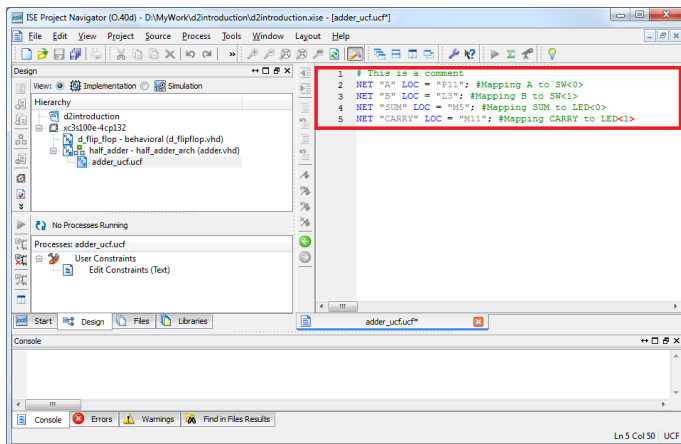 ISE Project Navigator (O.40d) - D:\MyWork\d2introduction\d2introduction.xise - [adder_ucf.ucf*]
File Edit View Project Source Process Tools Window Layout Help
Design
View: Implementation Simulation
Hierarchy
d2introduction
xc3s100e-4cp132
d_flip_flop - behavioral (d_flipflop.vhd)
half_adder - half_adder_arch (adder.vhd)
adder_ucf.ucf
No Processes Running
Processes: adder_ucf.ucf
User Constraints
Edit Constraints (Text)
1 # This is a comment
2 NET "A" LOC = "P11"; #Mapping A to SW<0>
3 NET "B" LOC = "L3"; #Mapping B to SW<1>
4 NET "SUM" LOC = "M5"; #Mapping SUM to LED<0>
5 NET "CARRY" LOC = "M11"; #Mapping CARRY to LED<1>
Start Design Files Libraries
adder_ucf.ucf*
Console
Console Errors Warnings Find in Files Results
Ln 5 Col 50 UCF